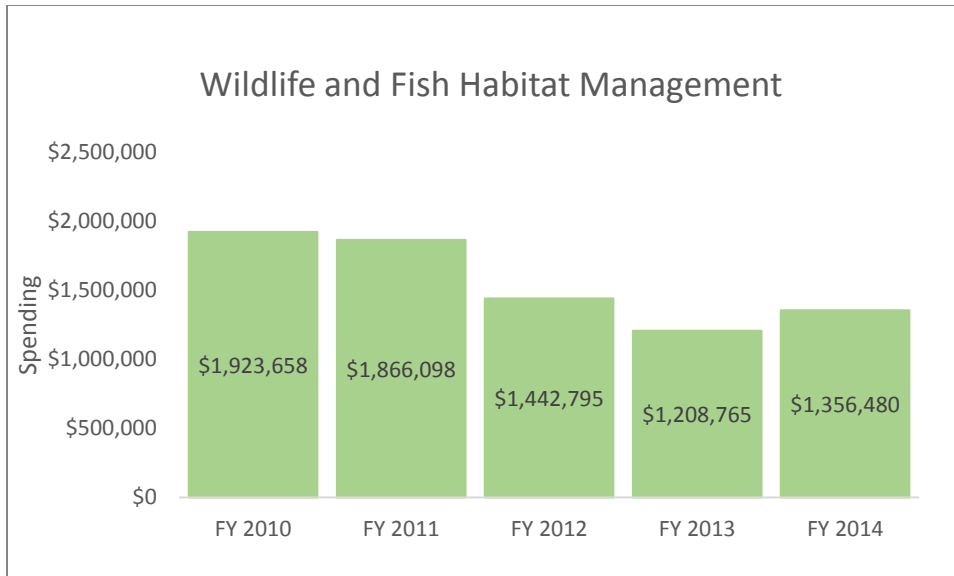 Wildlife and Fish Habitat Management
$2,500,000
$2,000,000
$1,500,000
$1,000,000
$500,000
$0
Spending
$1,923,658
$1,866,098
$1,442,795
$1,208,765
$1,356,480
FY 2010
FY 2011
FY 2012
FY 2013
FY 2014